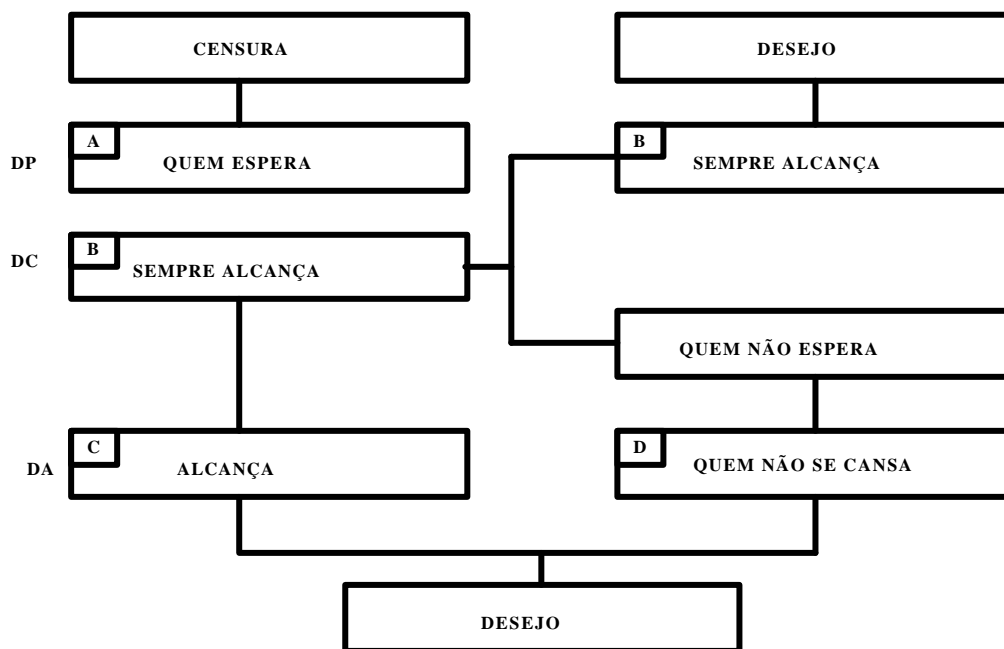 CENSURA
DESEJO
DP
A
QUEM ESPERA
B
SEMPRE ALCANÇA
DC
B
SEMPRE ALCANÇA
QUEM NÃO ESPERA
DA
C
ALCANÇA
D
QUEM NÃO SE CANSA
DESEJO